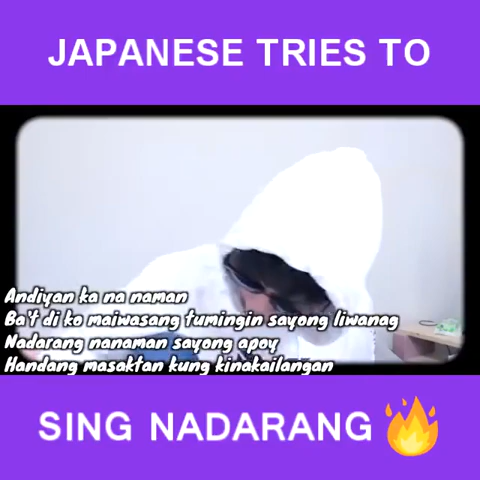 JAPANESE TRIES TO
Andiyan ka na naman
Ba't di ko maiwasang tumingin sayong liwanag
Nadarang nanaman sayong apoy
Handang masaktan kung kinakailangan
SING NADARANG🔥